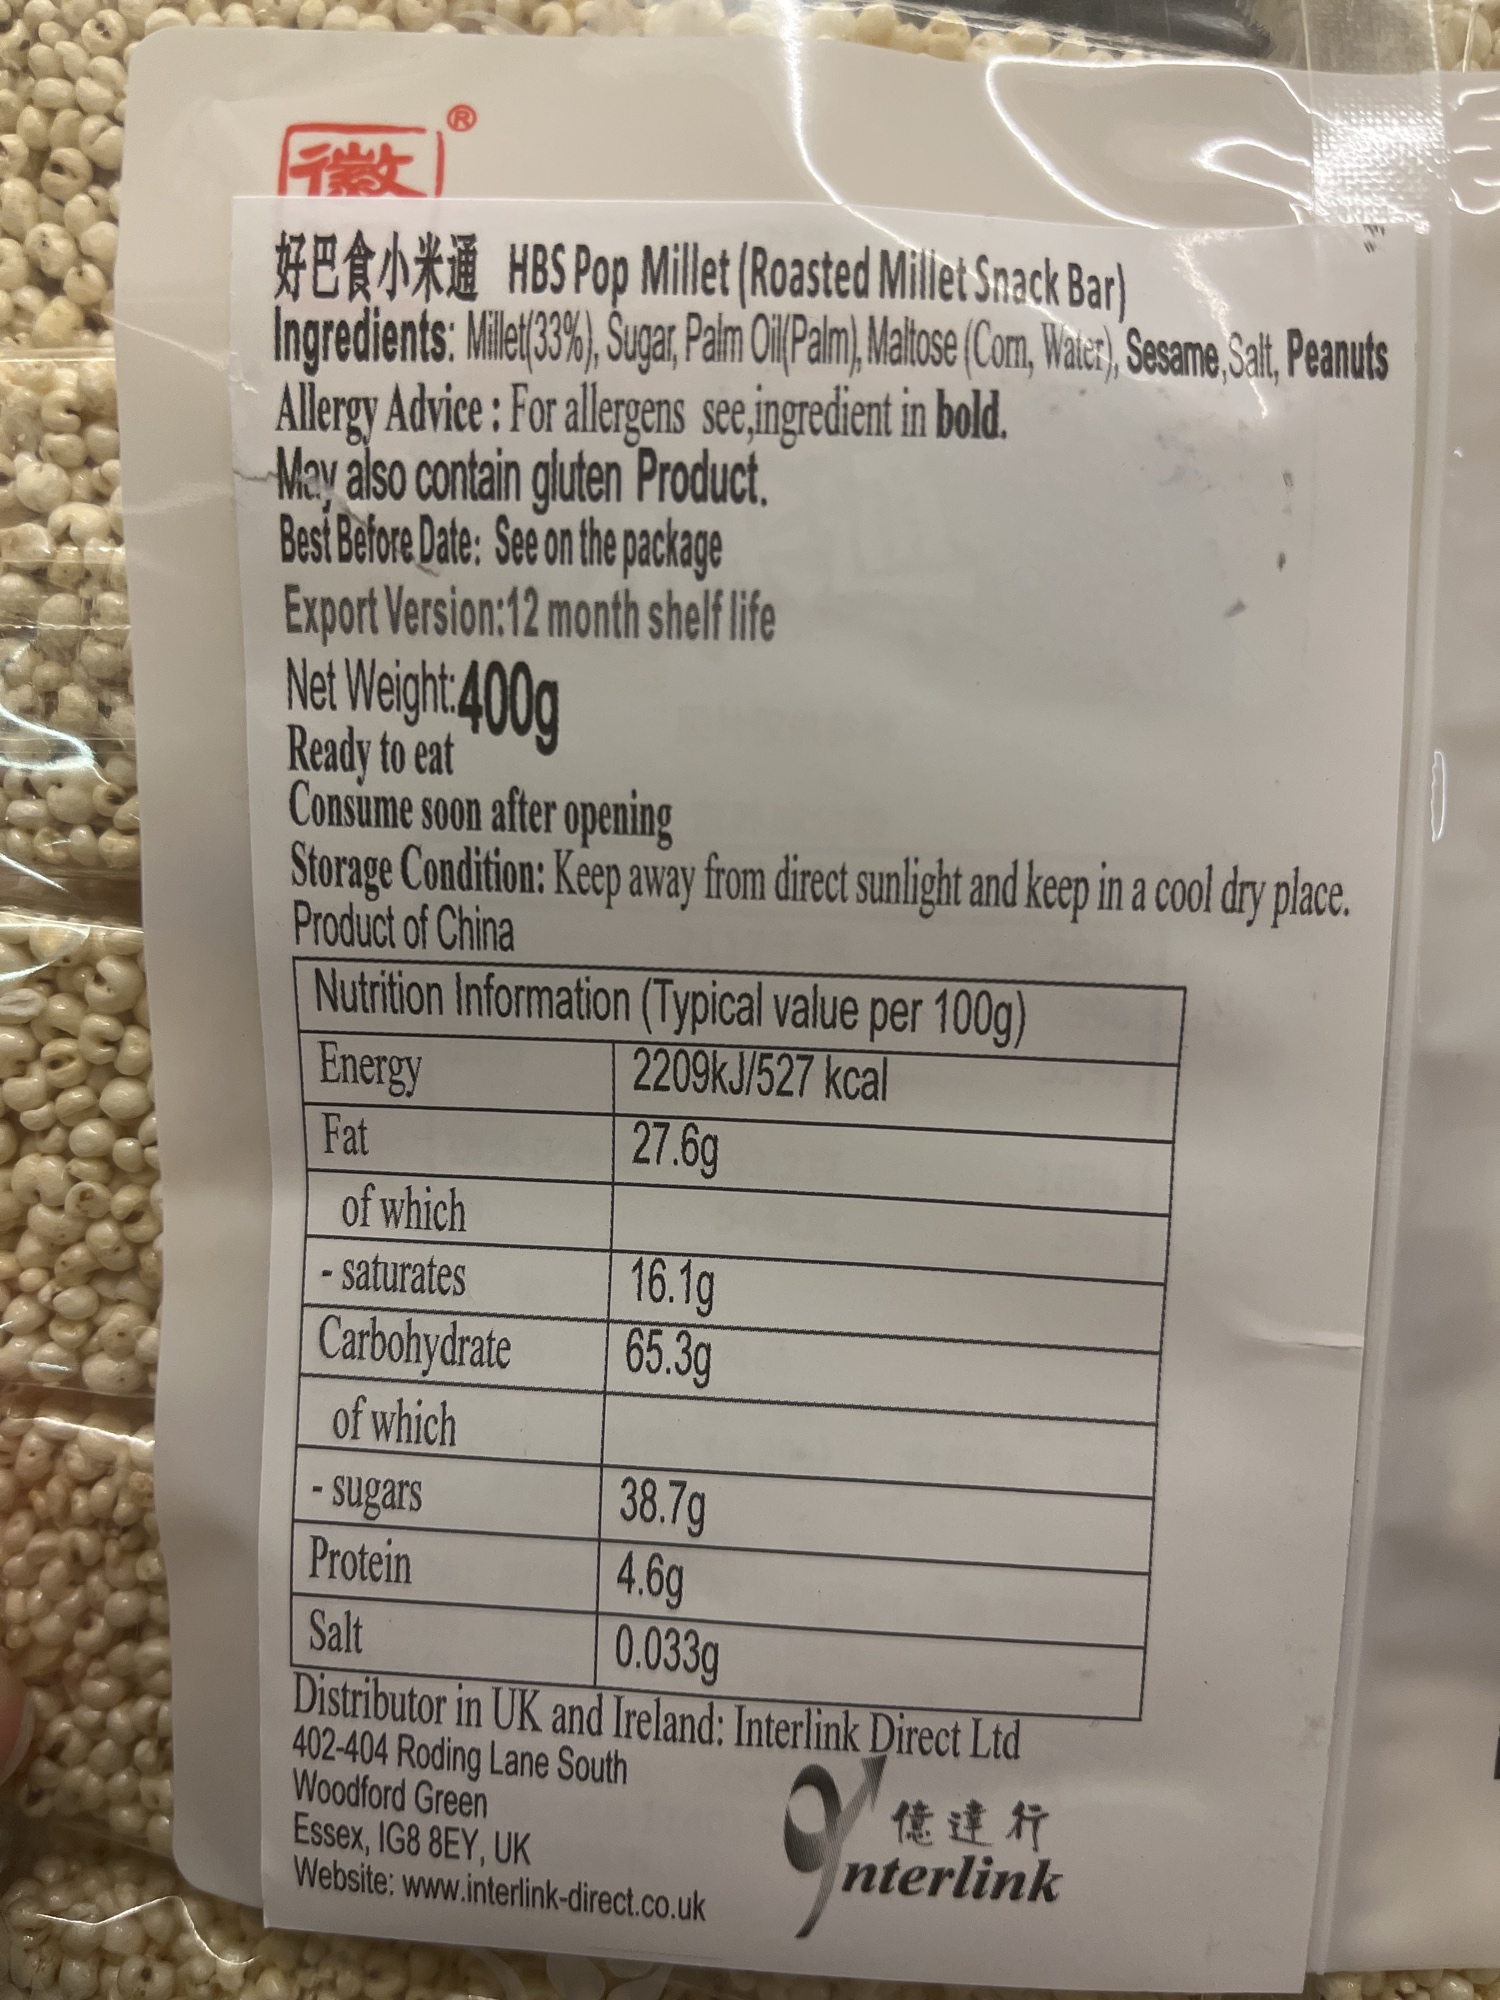 徽®
好巴食小米通 HBS Pop Millet (Roasted Millet Snack Bar)
Ingredients: Millet(33%), Sugar, Palm Oil(Palm), Maltose (Corn, Water), Sesame,Salt, Peanuts
Allergy Advice : For allergens see,ingredient in bold.
May also contain gluten Product.
Best Before Date: See on the package
Export Version:12 month shelf life
Net Weight:400g
Ready to eat
Consume soon after opening
Storage Condition: Keep away from direct sunlight and keep in a cool dry place.
Product of China
Nutrition Information (Typical value per 100g)
Energy 2209kJ/527 kcal
Fat 27.6g
of which
- saturates 16.1g
Carbohydrate 65.3g
of which
- sugars 38.7g
Protein 4.6g
Salt 0.033g
Distributor in UK and Ireland: Interlink Direct Ltd
402-404 Roding Lane South
Woodford Green
Essex, IG8 8EY, UK
Website: www.interlink-direct.co.uk
億達行
Interlink